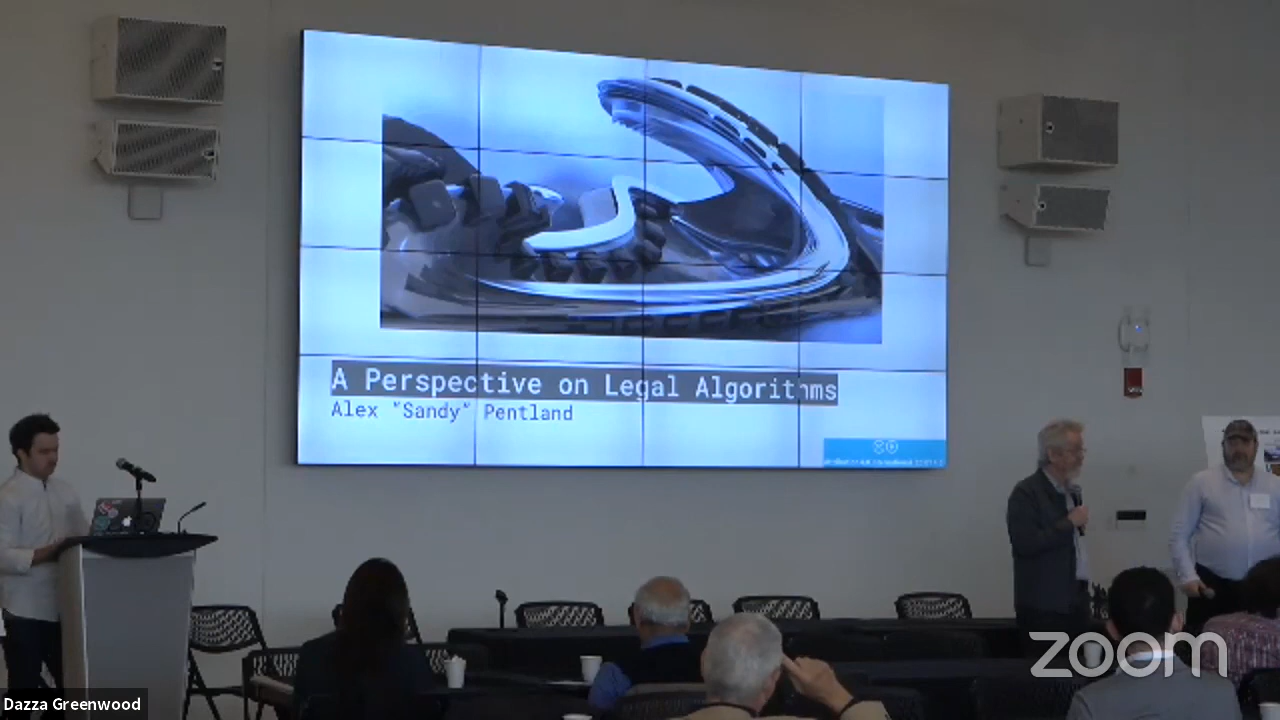 A Perspective on Legal Algorithms
Alex "Sandy" Pentland
zoom
Dazza Greenwood